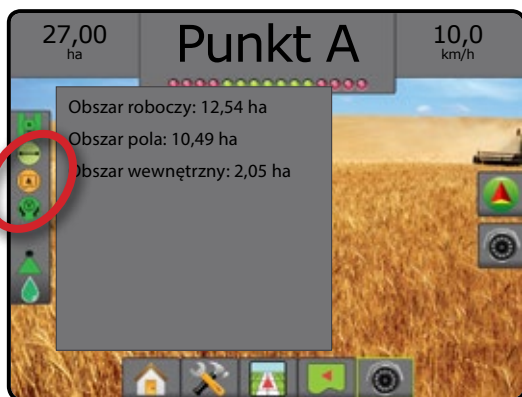 27,00
ha
Punkt A
10,0
km/h
Obszar roboczy: 12,54 ha
Obszar pola: 10,49 ha
Obszar wewnętrzny: 2,05 ha